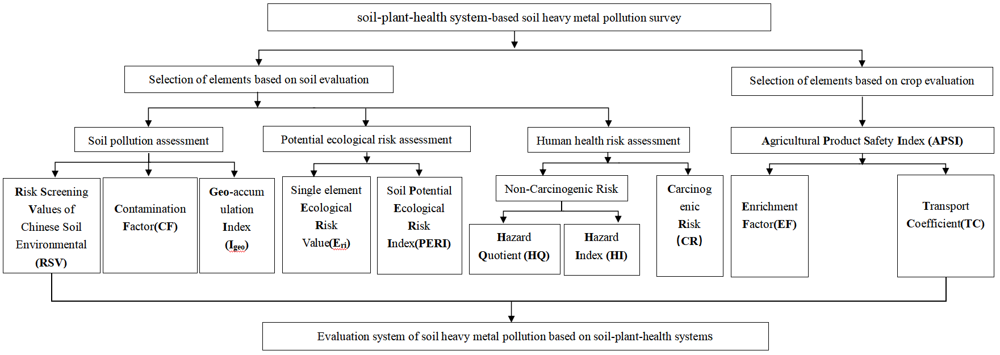 soil-plant-health system-based soil heavy metal pollution survey
Selection of elements based on soil evaluation
Selection of elements based on crop evaluation
Soil pollution assessment
Potential ecological risk assessment
Human health risk assessment
Agricultural Product Safety Index (APSI)
Risk Screening
Values of
Chinese Soil
Environmental
(RSV)
Contamination
Factor(CF)
Geo-accum
ulation
Index
(Igeo)
Single element
Ecological
Risk
Value(Eri)
Soil Potential
Ecological
Risk
Index(PERI)
Non-Carcinogenic Risk
Hazard
Quotient (HQ)
Hazard
Index (HI)
Carcinog
enic
Risk
(CR)
Enrichment
Factor(EF)
Transport
Coefficient(TC)
Evaluation system of soil heavy metal pollution based on soil-plant-health systems